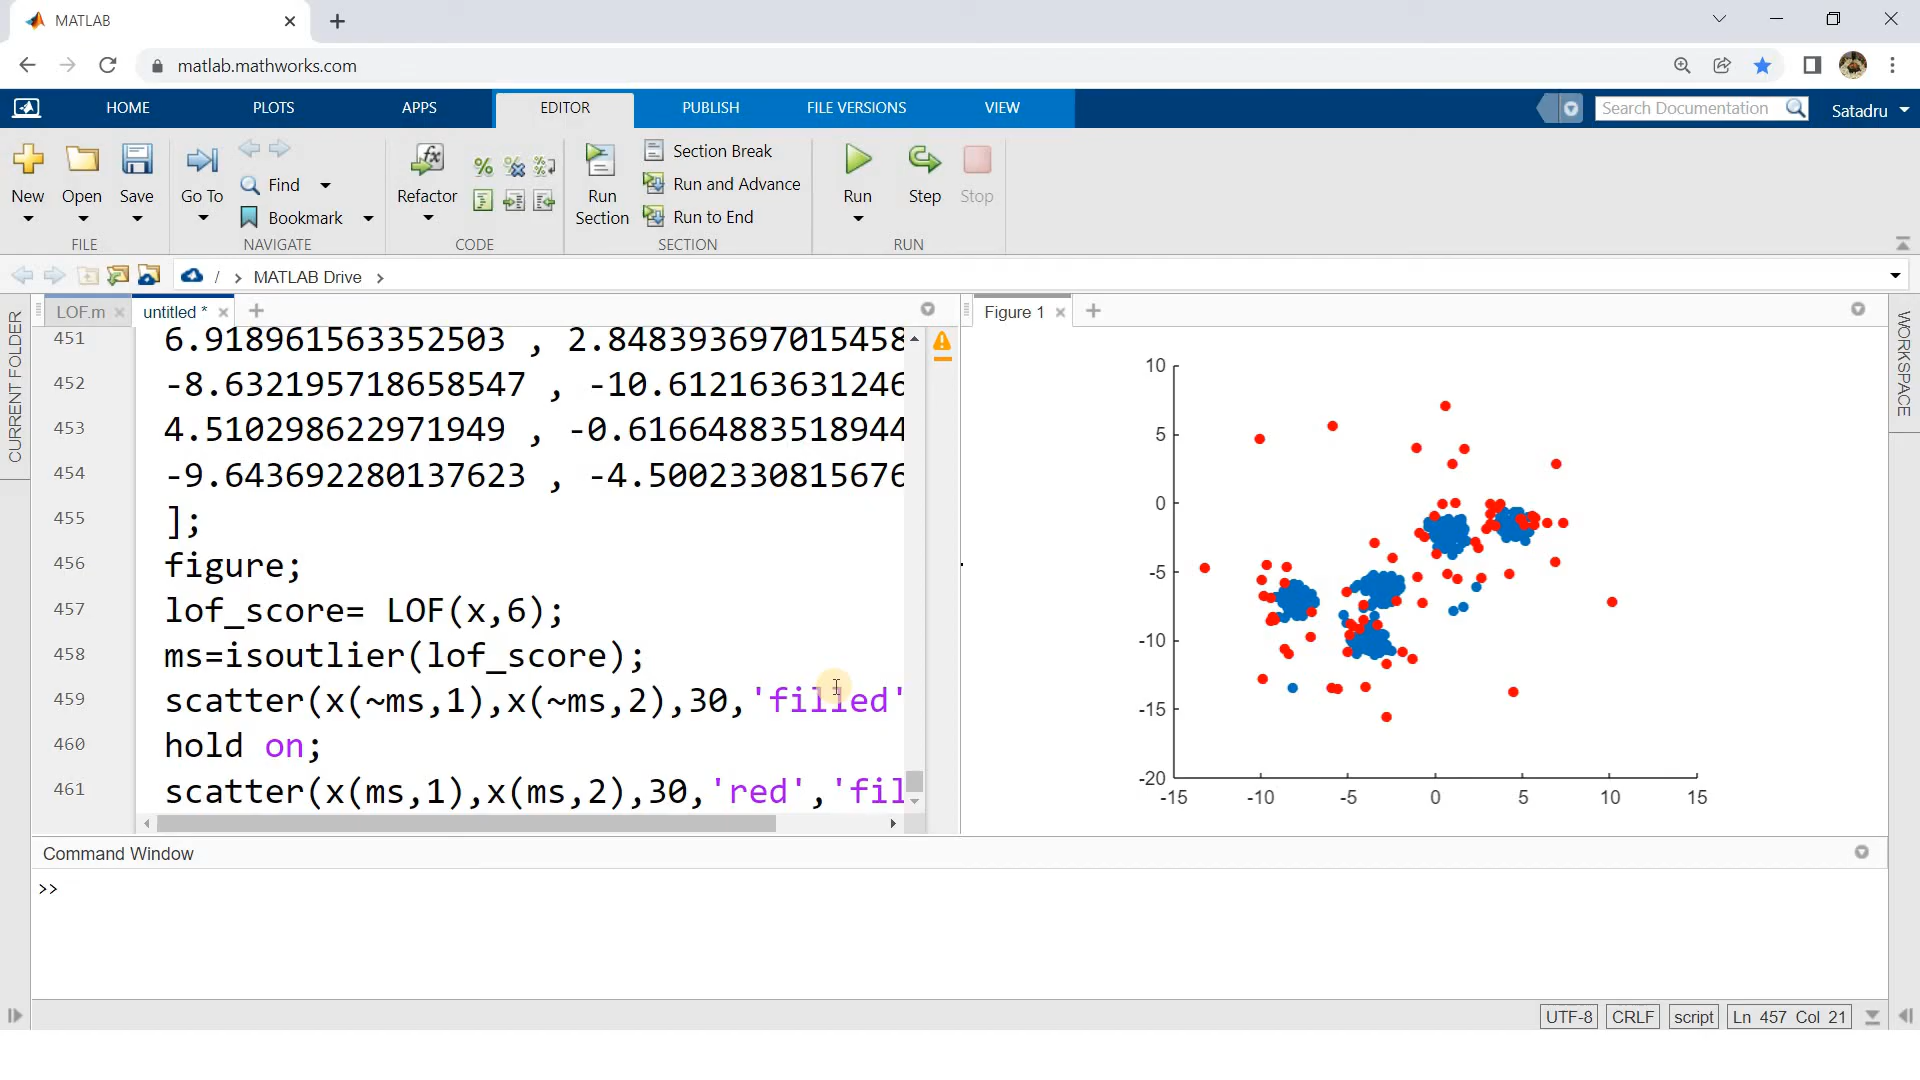 MATLAB
matlab.mathworks.com
HOME PLOTS APPS EDITOR PUBLISH FILE VERSIONS VIEW
Search Documentation
Satadru
New
Open
Save
FILE
Go To
Find
Bookmark
NAVIGATE
Refactor
CODE
Run
Section
Section Break
Run and Advance
Run to End
SECTION
Run
Step
Stop
RUN
/ > MATLAB Drive >
CURRENT FOLDER
LOF.m
untitled *
451 6.918961563352503 , 2.848393697015458
452 -8.632195718658547 , -10.612163631246
453 4.510298622971949 , -0.61664883518944
454 -9.643692280137623 , -4.5002330815676
455 ];
456 figure;
457 lof_score= LOF(x,6);
458 ms=isoutlier(lof_score);
459 scatter(x(~ms,1),x(~ms,2),30,'filled'
460 hold on;
461 scatter(x(ms,1),x(ms,2),30,'red','fil
Figure 1
10
5
0
-5
-10
-15
-20
-15 -10 -5 0 5 10 15
WORKSPACE
Command Window
>>
UTF-8 CRLF script Ln 457 Col 21